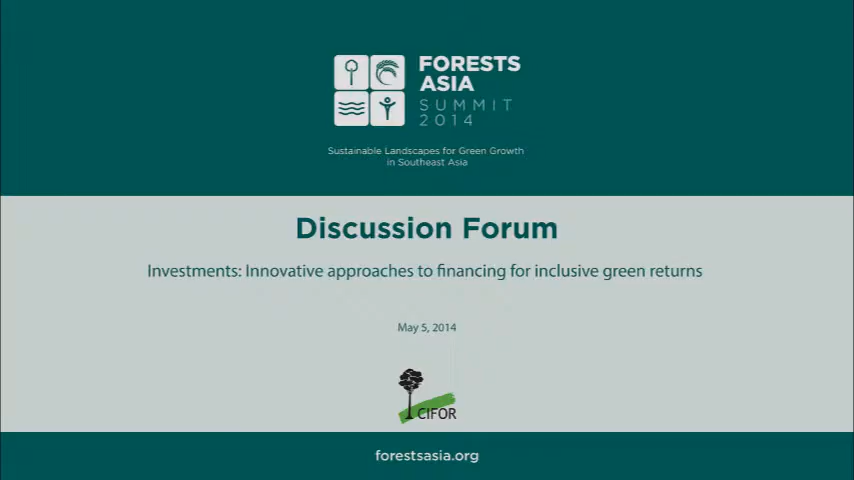 FORESTS
ASIA
SUMMIT
2014
Sustainable Landscapes for Green Growth
in Southeast Asia
Discussion Forum
Investments: Innovative approaches to financing for inclusive green returns
May 5, 2014
CIFOR
forestsasia.org